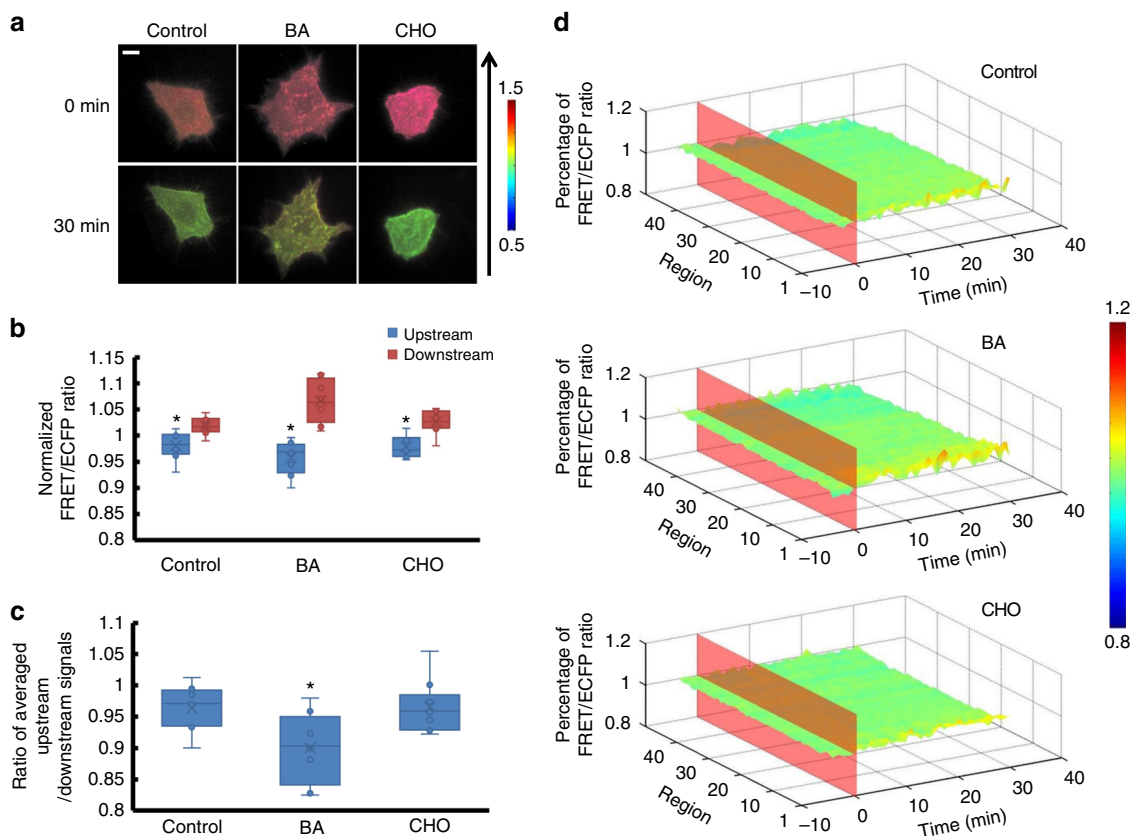 a
Control BA CHO
0 min
30 min
1.5
0.5
b
Upstream
Downstream
Normalized
FRET/ECFP ratio
1.15
1.1
1.05
1
0.95
0.9
0.85
0.8
*
*
*
Control BA CHO
c
Ratio of averaged
upstream
/downstream signals
1.1
1.05
1
0.95
0.9
0.85
0.8
*
Control BA CHO
d
Control
Percentage of
FRET/ECFP ratio
1.2
1
0.8
40
30
20
10
1
Region
–10
0
10
20
30
40
Time (min)
BA
Percentage of
FRET/ECFP ratio
1.2
1
0.8
40
30
20
10
1
Region
–10
0
10
20
30
40
Time (min)
CHO
Percentage of
FRET/ECFP ratio
1.2
1
0.8
40
30
20
10
1
Region
–10
0
10
20
30
40
Time (min)
1.2
0.8